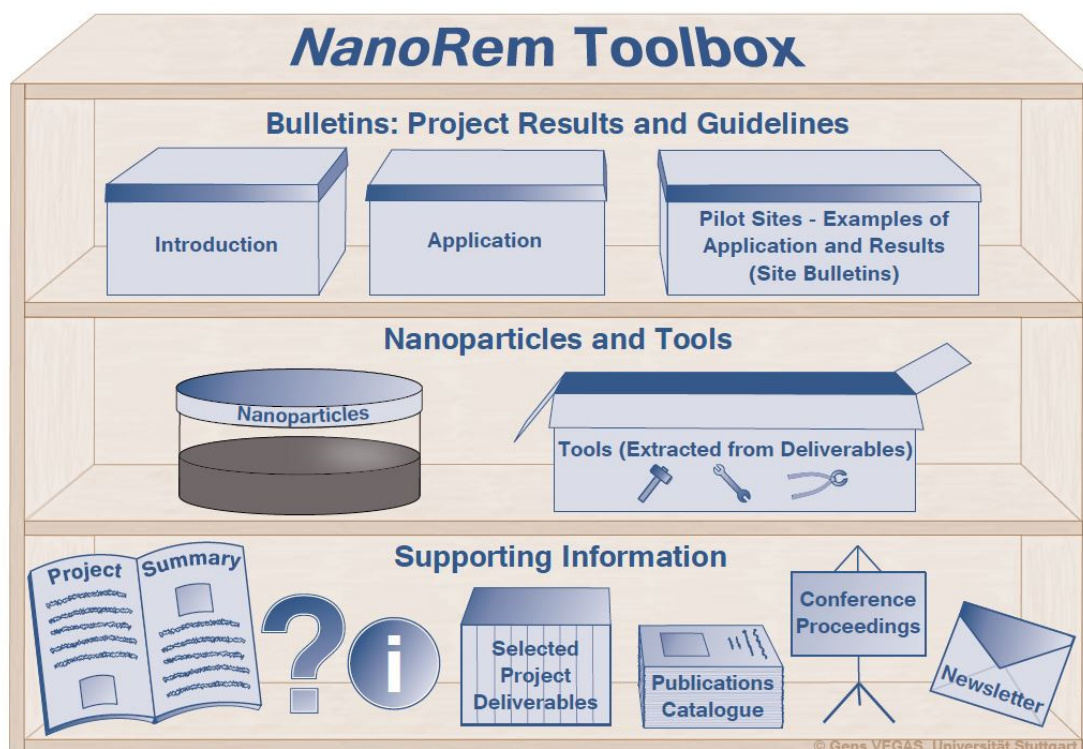 NanoRem Toolbox
Bulletins: Project Results and Guidelines
Introduction
Application
Pilot Sites - Examples of
Application and Results
(Site Bulletins)
Nanoparticles and Tools
Nanoparticles
Tools (Extracted from Deliverables)
Supporting Information
Project Summary
?
i
Selected
Project
Deliverables
Publications
Catalogue
Conference
Proceedings
Newsletter
© Gens VEGAS, Universität Stuttgart